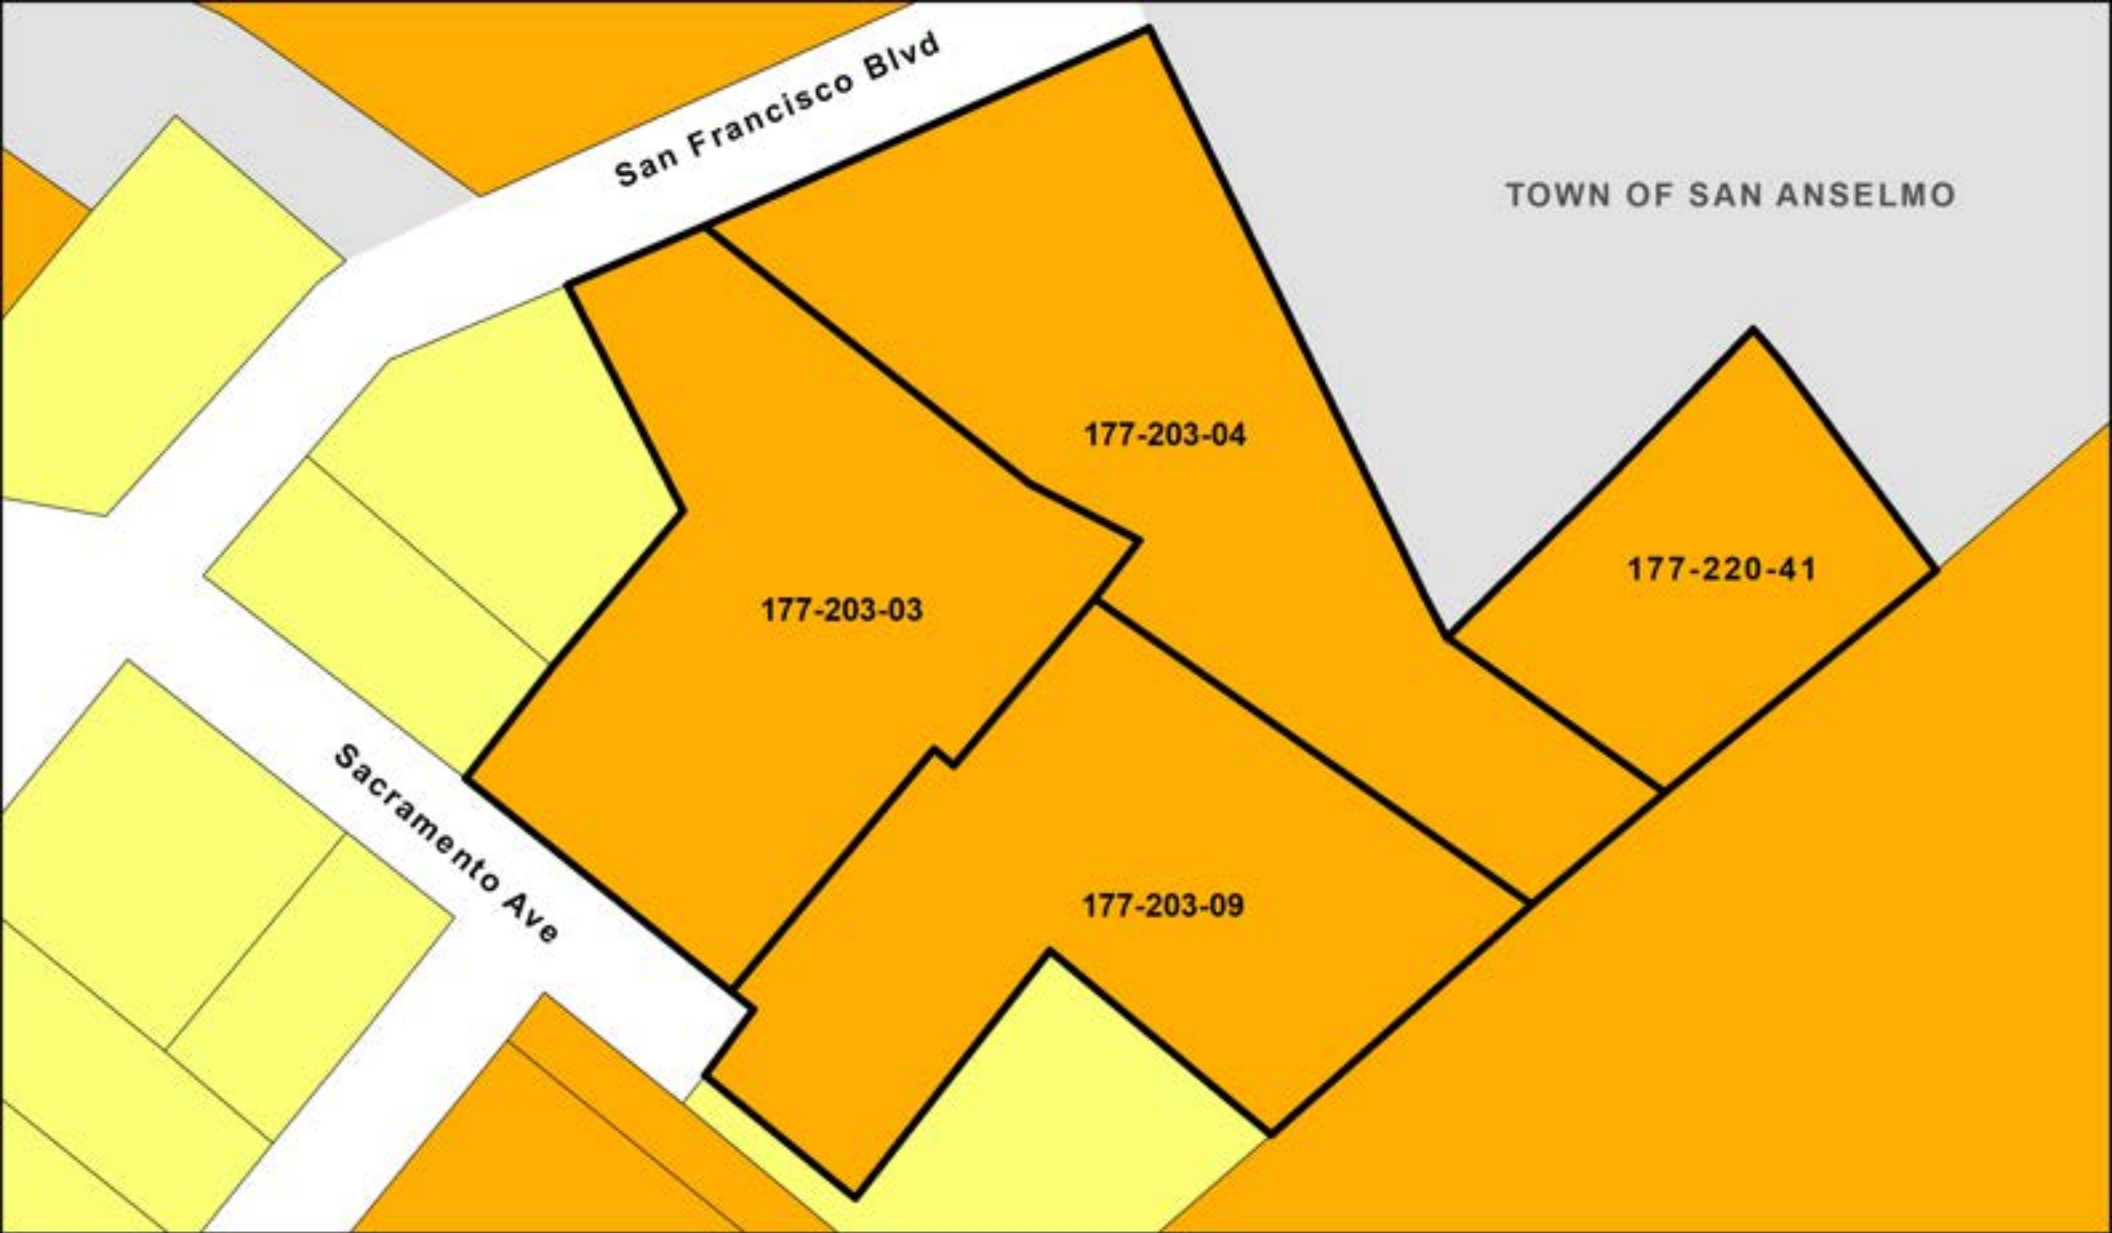 San Francisco Blvd
TOWN OF SAN ANSELMO
177-203-04
177-220-41
177-203-03
Sacramento Ave
177-203-09